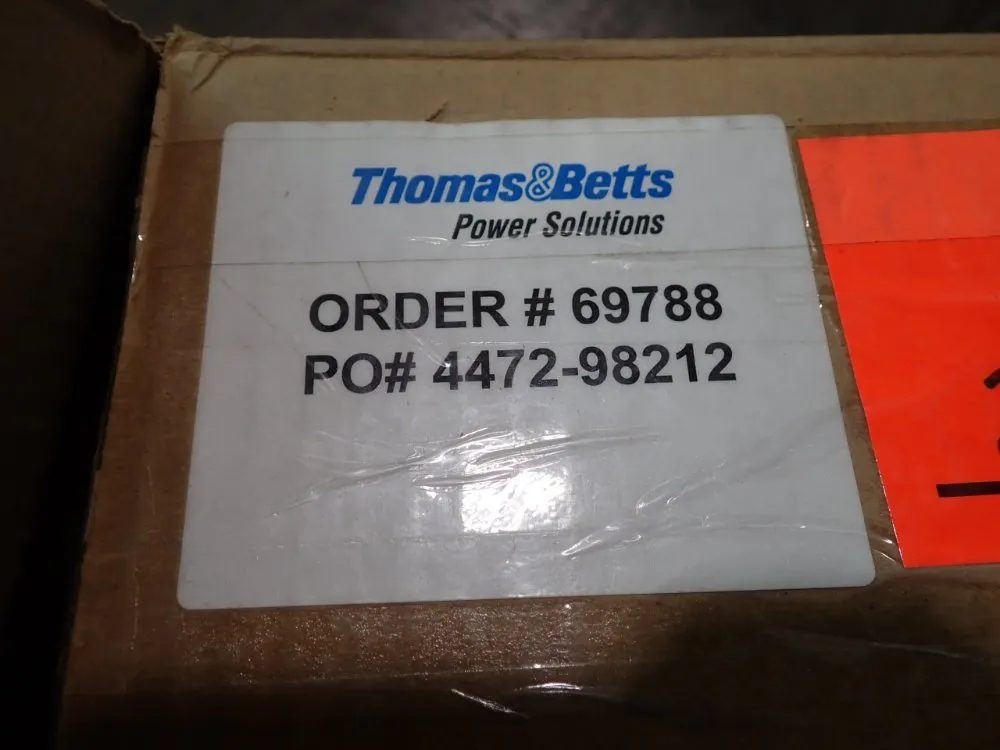 Thomas&Betts
Power Solutions
ORDER # 69788
PO# 4472-98212